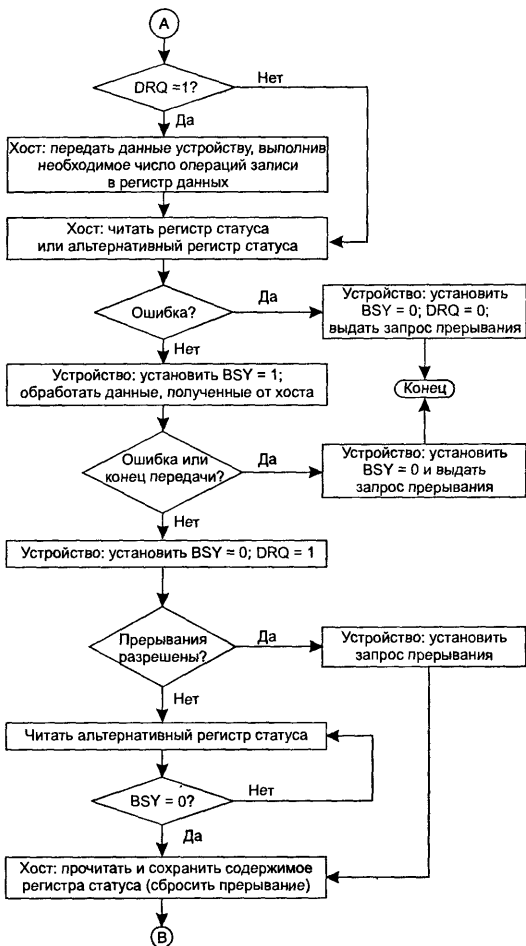 A
DRQ =1?
Нет
Да
Хост: передать данные устройству, выполнив
необходимое число операций записи
в регистр данных
Хост: читать регистр статуса
или альтернативный регистр статуса
Ошибка?
Да
Устройство: установить
BSY = 0; DRQ = 0;
выдать запрос прерывания
Нет
Устройство: установить BSY = 1;
обработать данные, полученные от хоста
Конец
Ошибка или
конец передачи?
Да
Устройство: установить
BSY = 0 и выдать
запрос прерывания
Нет
Устройство: установить BSY = 0; DRQ = 1
Прерывания
разрешены?
Да
Устройство: установить
запрос прерывания
Нет
Читать альтернативный регистр статуса
BSY = 0?
Нет
Да
Хост: прочитать и сохранить содержимое
регистра статуса (сбросить прерывание)
B